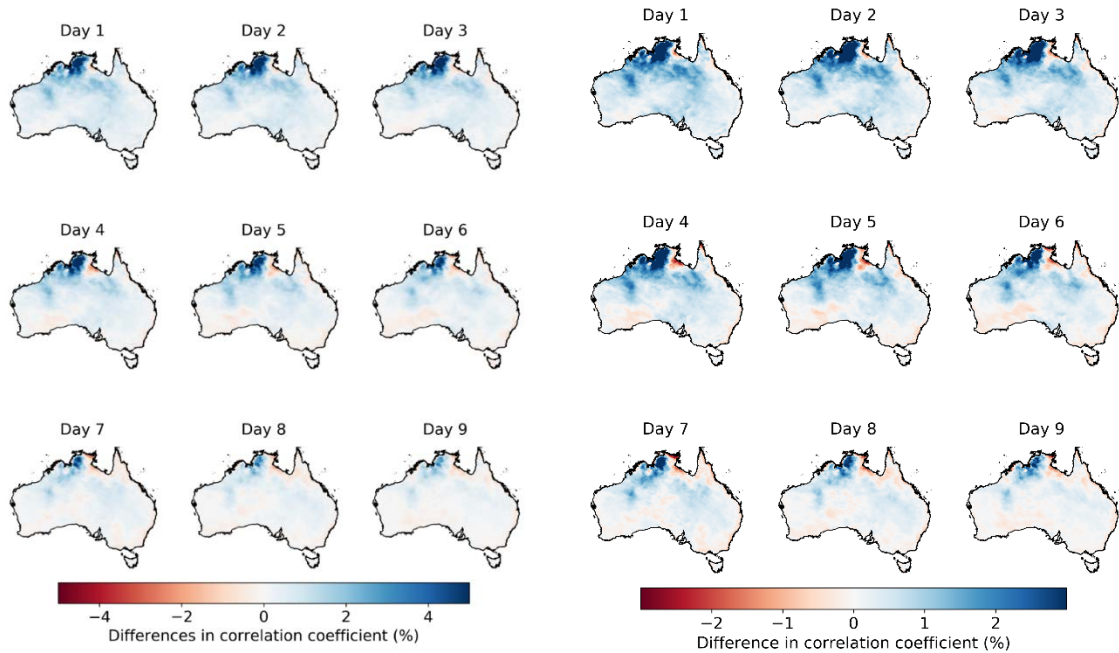 Day 1 Day 2 Day 3
Day 4 Day 5 Day 6
Day 7 Day 8 Day 9
−4 −2 0 2 4
Differences in correlation coefficient (%)
Day 1 Day 2 Day 3
Day 4 Day 5 Day 6
Day 7 Day 8 Day 9
−2 −1 0 1 2
Difference in correlation coefficient (%)